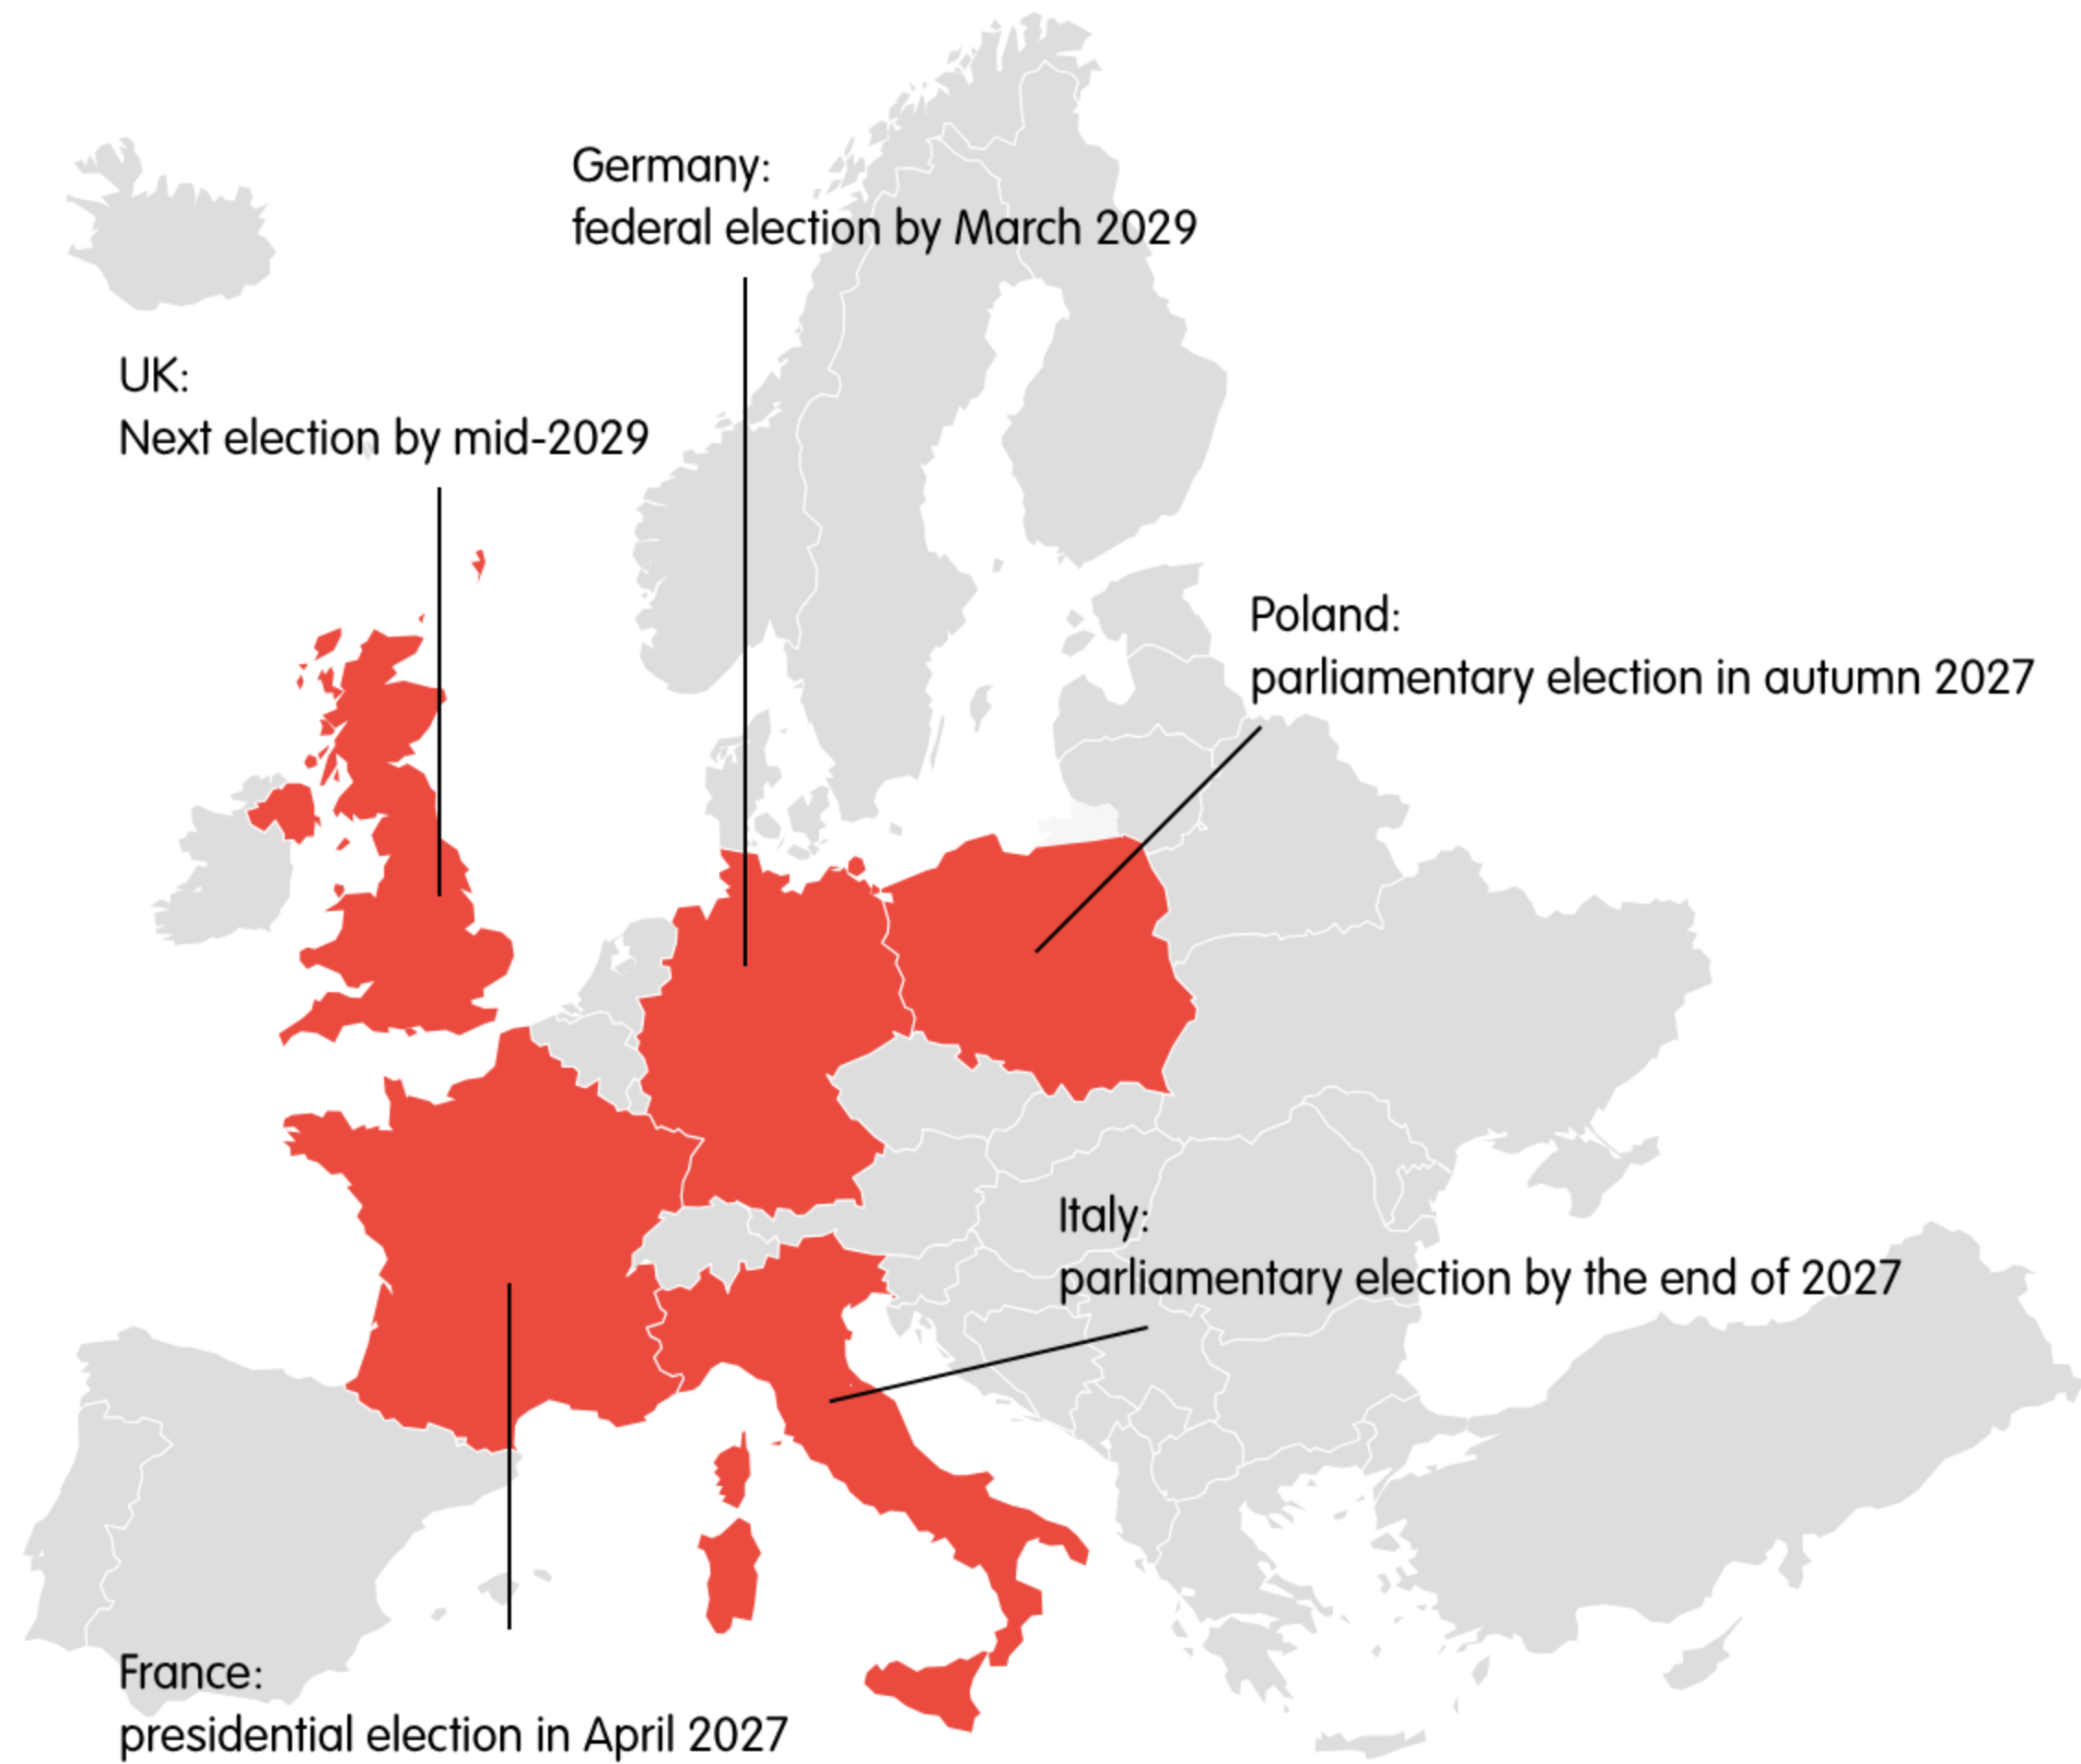 Germany:
federal election by March 2029
UK:
Next election by mid-2029
Poland:
parliamentary election in autumn 2027
Italy:
parliamentary election by the end of 2027
France:
presidential election in April 2027